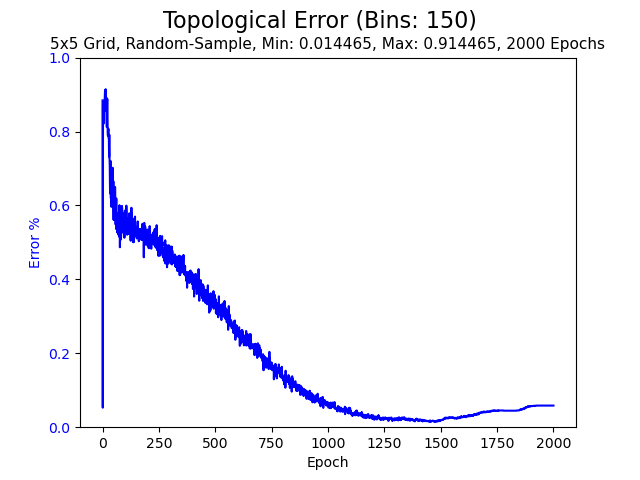 Topological Error (Bins: 150)
5x5 Grid, Random-Sample, Min: 0.014465, Max: 0.914465, 2000 Epochs
1.0
0.8
0.6
0.4
0.2
0.0
Error %
0 250 500 750 1000 1250 1500 1750 2000
Epoch